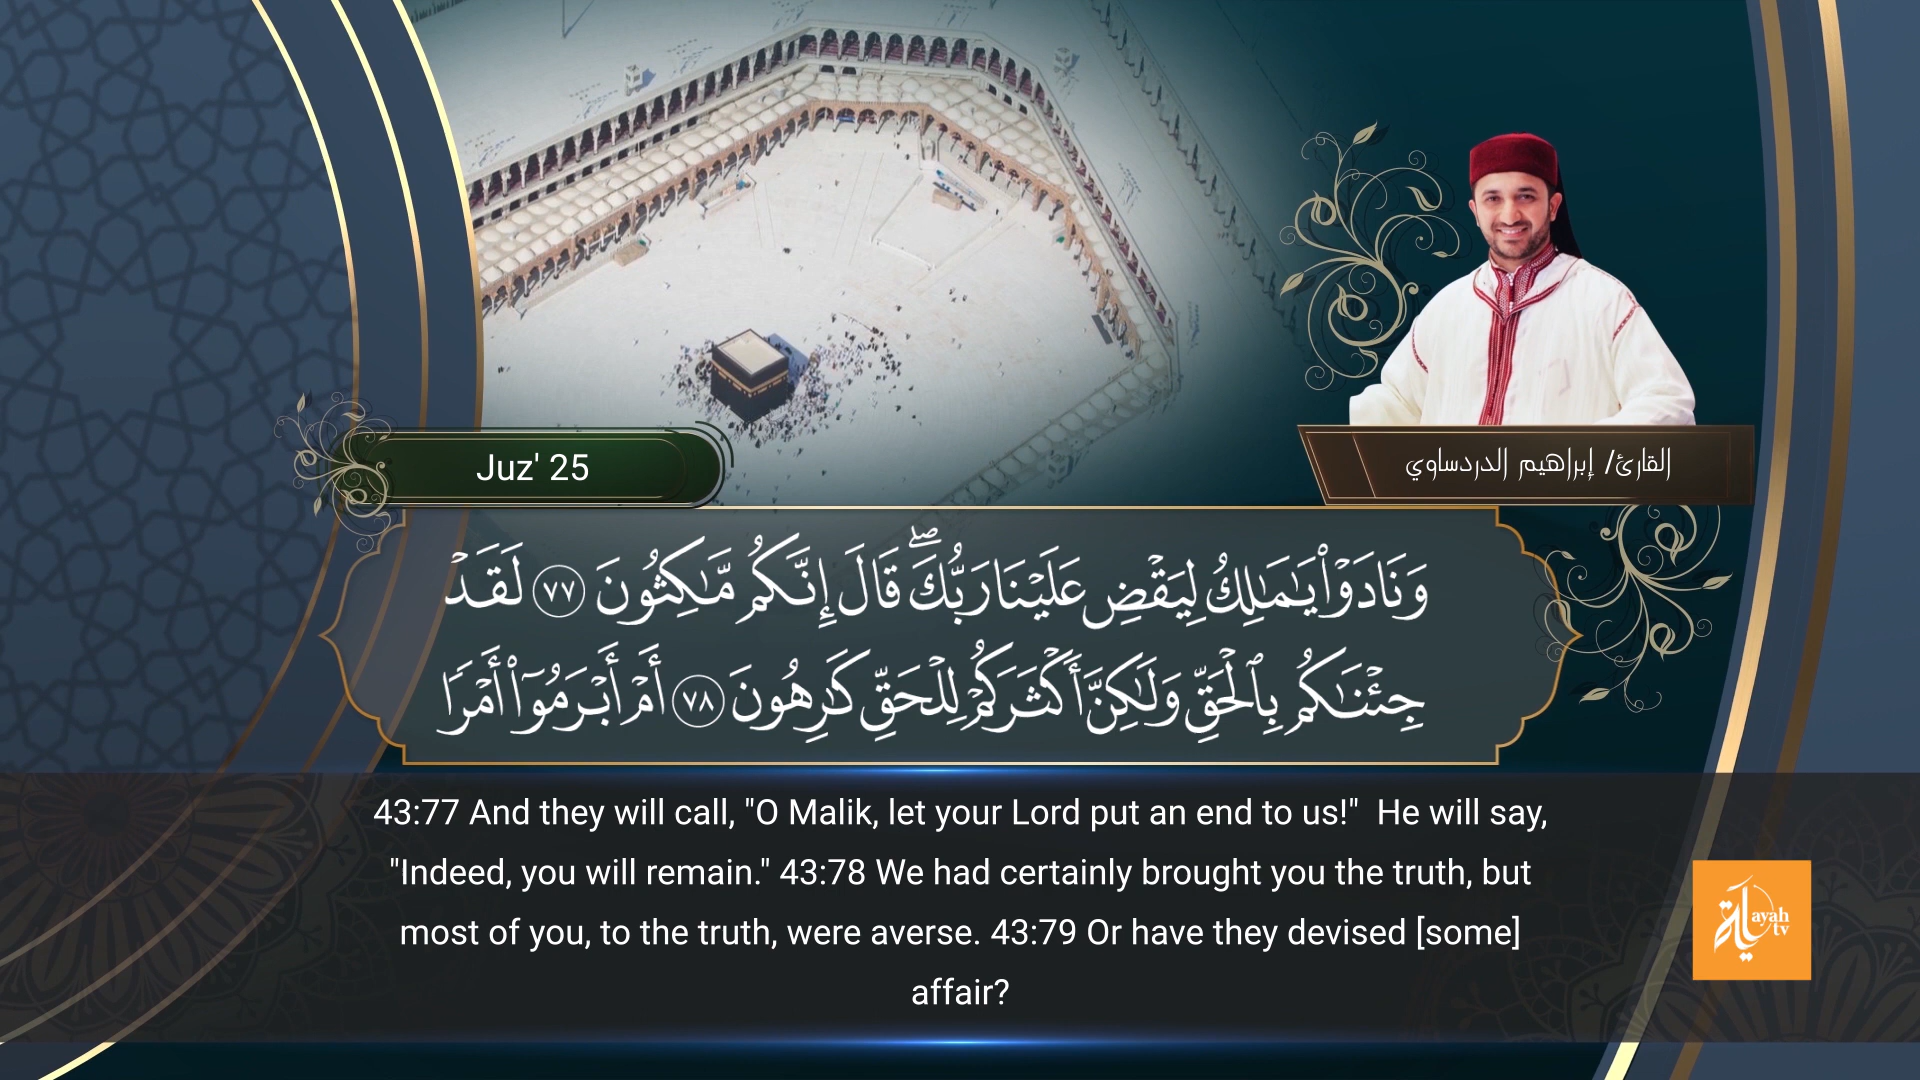 Juz' 25
القارئ/ إبراهيم الدردساوي
وَنَادَوْاْ يَٰمَٰلِكُ لِيَقْضِ عَلَيْنَا رَبُّكَ ۖ قَالَ إِنَّكُم مَّٰكِثُونَ ٧٧ لَقَدْ
جِئْنَٰكُم بِٱلْحَقِّ وَلَٰكِنَّ أَكْثَرَكُمْ لِلْحَقِّ كَٰرِهُونَ ٧٨ أَمْ أَبْرَمُوٓاْ أَمْرًا
43:77 And they will call, "O Malik, let your Lord put an end to us!"  He will say,
"Indeed, you will remain." 43:78 We had certainly brought you the truth, but
most of you, to the truth, were averse. 43:79 Or have they devised [some]
affair?
آية
ayah
tv